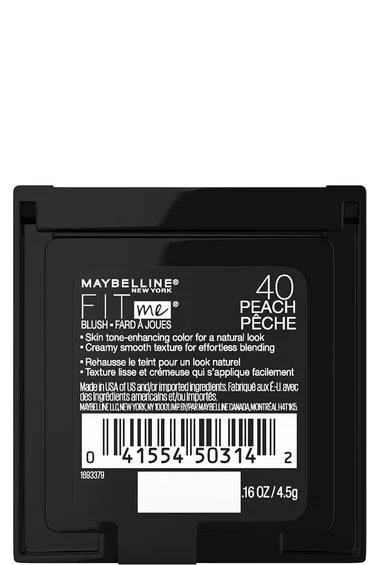 MAYBELLINE
NEW YORK
FIT me®
BLUSH • FARD À JOUES
40
PEACH
PÊCHE
• Skin tone-enhancing color for a natural look
• Creamy smooth texture for effortless blending
• Rehausse le teint pour un look naturel
• Texture lisse et crémeuse qui s'applique facilement
Made in USA of US and/or imported ingredients. Fabriqué aux É.-U. avec
des ingrédients américains et/ou importés.
MAYBELLINE LLC, NEW YORK, NY 10001 IMP. BY/PAR MAYBELLINE CANADA, MONTRÉAL H4T 1K5.
0 41554 50314 2
1693379
.16 OZ / 4.5g